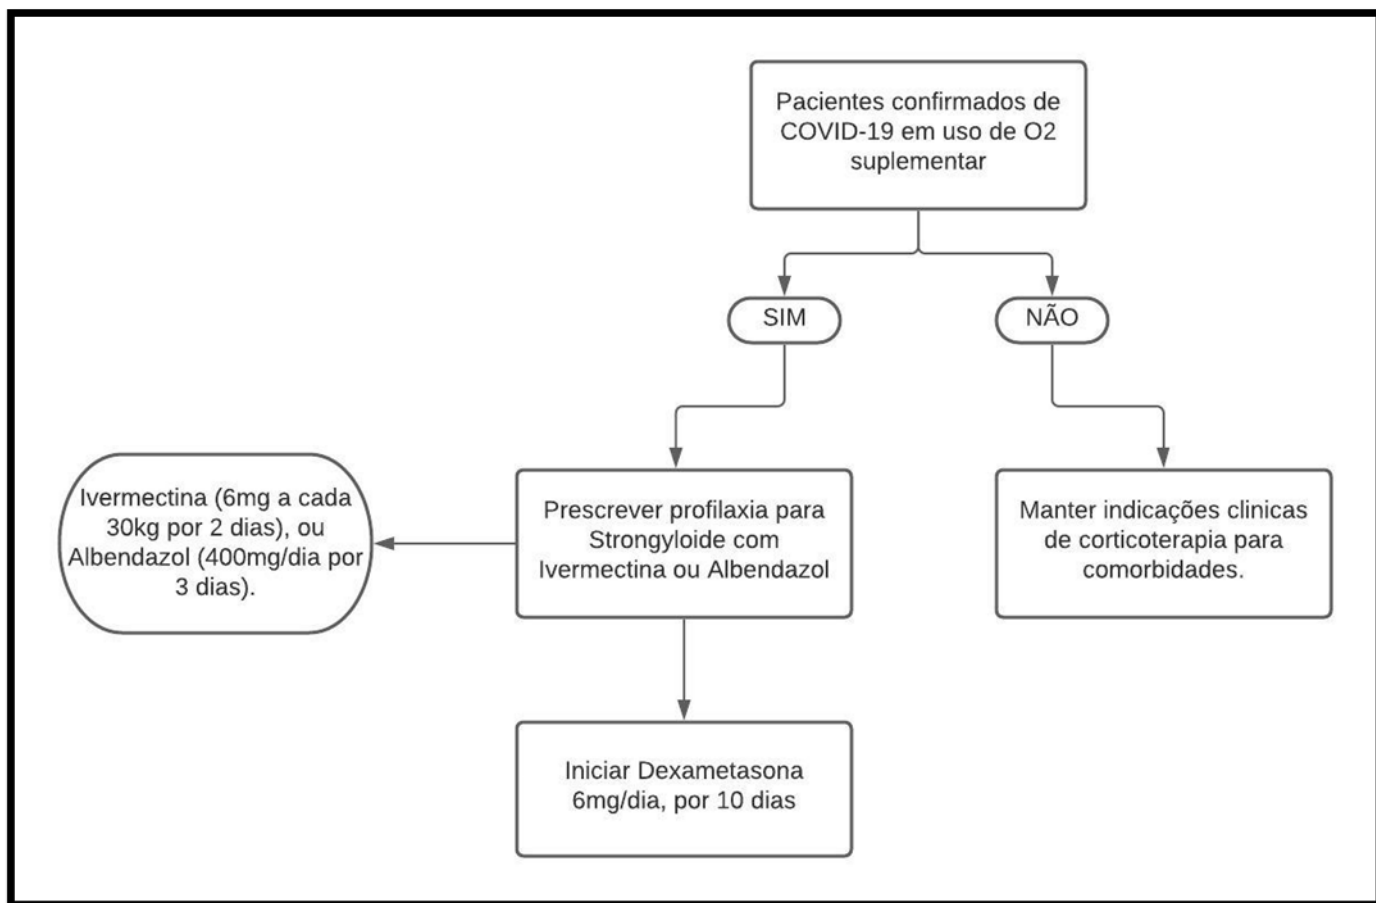 Pacientes confirmados de
COVID-19 em uso de O2
suplementar
SIM
NÃO
Ivermectina (6mg a cada
30kg por 2 dias), ou
Albendazol (400mg/dia por
3 dias).
Prescrever profilaxia para
Strongyloide com
Ivermectina ou Albendazol
Manter indicações clinicas
de corticoterapia para
comorbidades.
Iniciar Dexametasona
6mg/dia, por 10 dias